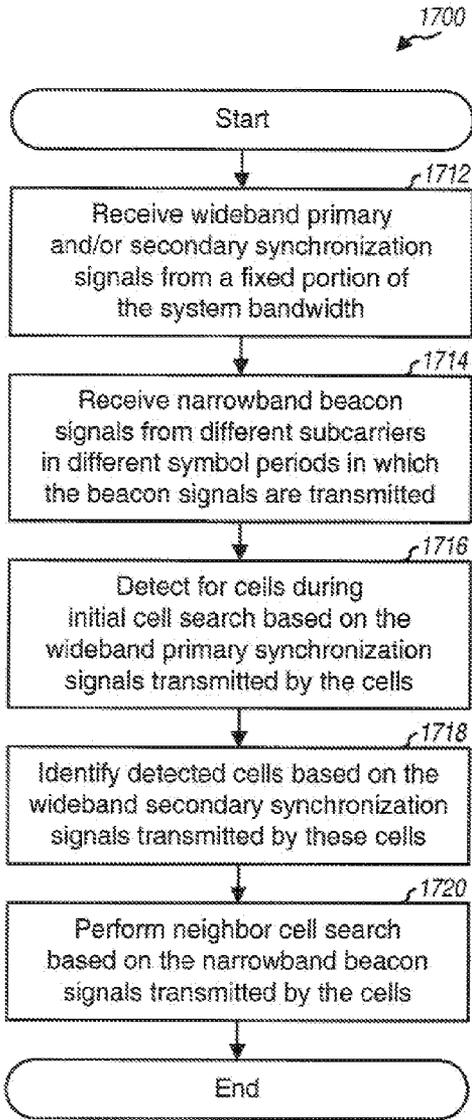 1700
Start
1712
Receive wideband primary
and/or secondary synchronization
signals from a fixed portion of
the system bandwidth
1714
Receive narrowband beacon
signals from different subcarriers
in different symbol periods in which
the beacon signals are transmitted
1716
Detect for cells during
initial cell search based on the
wideband primary synchronization
signals transmitted by the cells
1718
Identify detected cells based on the
wideband secondary synchronization
signals transmitted by these cells
1720
Perform neighbor cell search
based on the narrowband beacon
signals transmitted by the cells
End